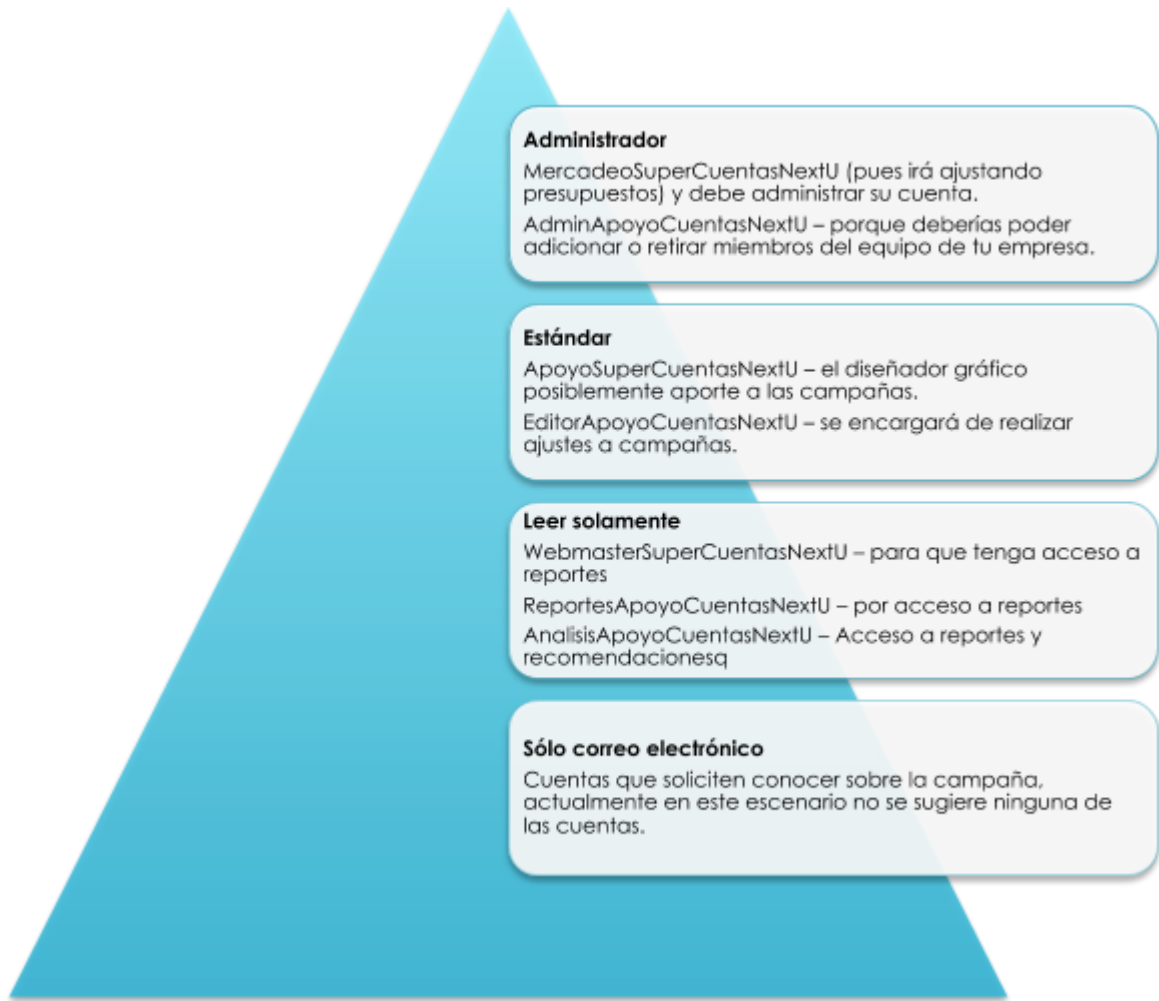 Administrador
MercadeoSuperCuentasNextU (pues irá ajustando
presupuestos) y debe administrar su cuenta.
AdminApoyoCuentasNextU – porque deberías poder
adicionar o retirar miembros del equipo de tu empresa.
Estándar
ApoyoSuperCuentasNextU – el diseñador gráfico
posiblemente aporte a las campañas.
EditorApoyoCuentasNextU – se encargará de realizar
ajustes a campañas.
Leer solamente
WebmasterSuperCuentasNextU – para que tenga acceso a
reportes
ReportesApoyoCuentasNextU – por acceso a reportes
AnalisisApoyoCuentasNextU – Acceso a reportes y
recomendacionesq
Sólo correo electrónico
Cuentas que soliciten conocer sobre la campaña,
actualmente en este escenario no se sugiere ninguna de
las cuentas.